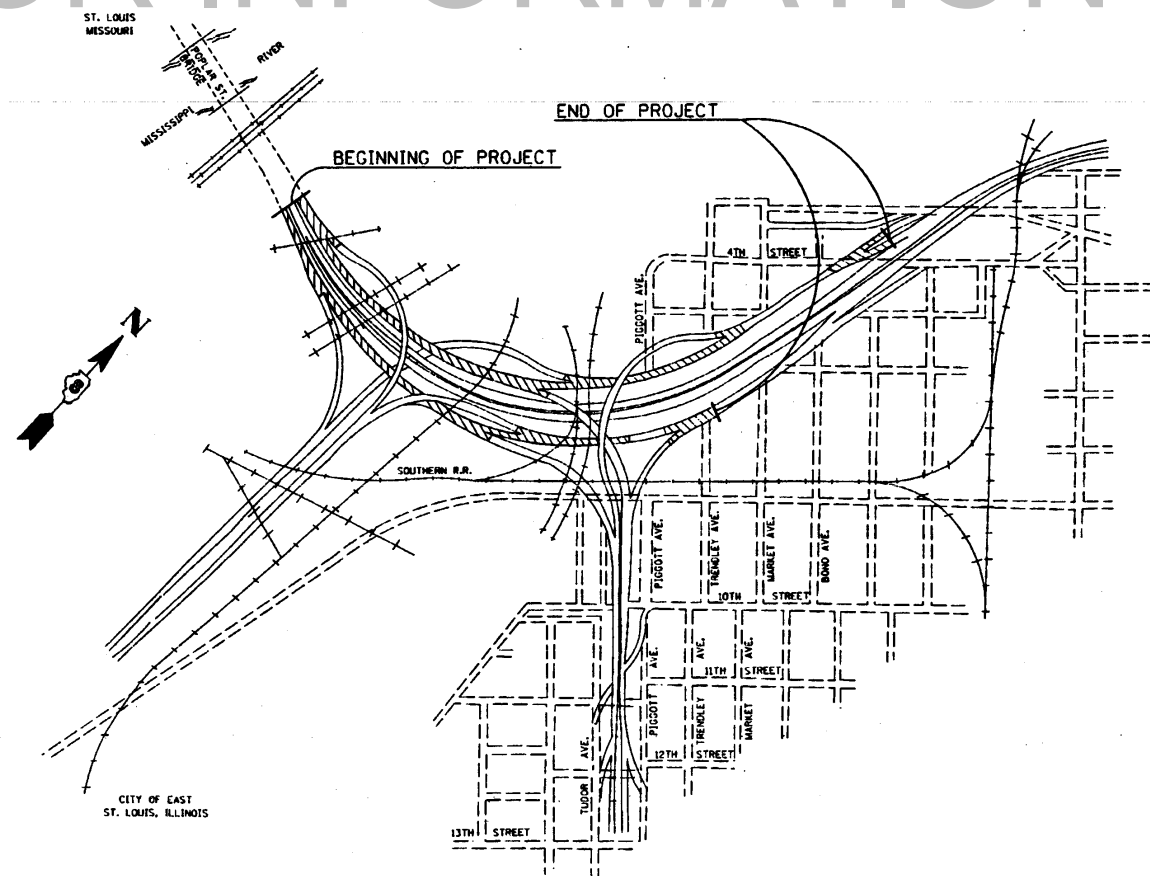 OR INFORMATION
ST. LOUIS
MISSOURI
POPLAR ST.
BRIDGE
RIVER
MISSISSIPPI
END OF PROJECT
BEGINNING OF PROJECT
4TH STREET
PIGGOTT AVE.
N
SOUTHERN R.R.
PIGGOTT AVE.
TRENDLEY AVE.
MARKET AVE.
BOND AVE.
10TH STREET
PIGGOTT AVE.
TRENDLEY AVE.
MARKET AVE.
11TH STREET
12TH STREET
TUDOR AVE.
13TH STREET
CITY OF EAST
ST. LOUIS, ILLINOIS